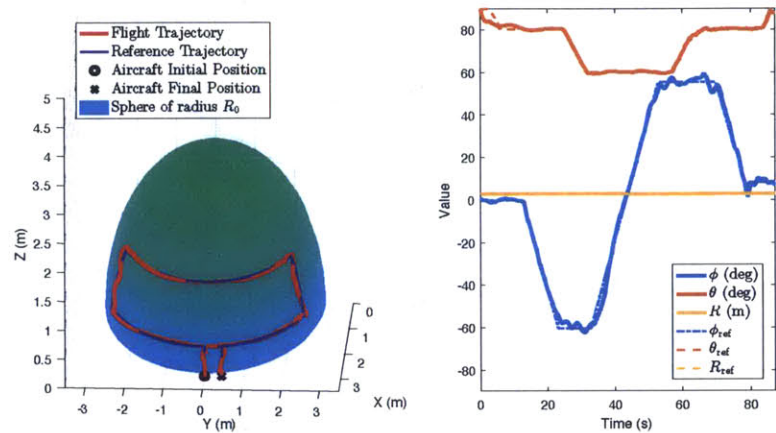 Flight Trajectory
Reference Trajectory
Aircraft Initial Position
Aircraft Final Position
Sphere of radius R₀
5
4.5
4
3.5
3
2.5
2
1.5
1
0.5
0
Z (m)
-3
-2
-1
0
1
2
3
Y (m)
0
1
2
3
X (m)
80
60
40
20
0
-20
-40
-60
-80
Value
0
20
40
60
80
Time (s)
ϕ (deg)
θ (deg)
R (m)
ϕ_ref
θ_ref
R_ref